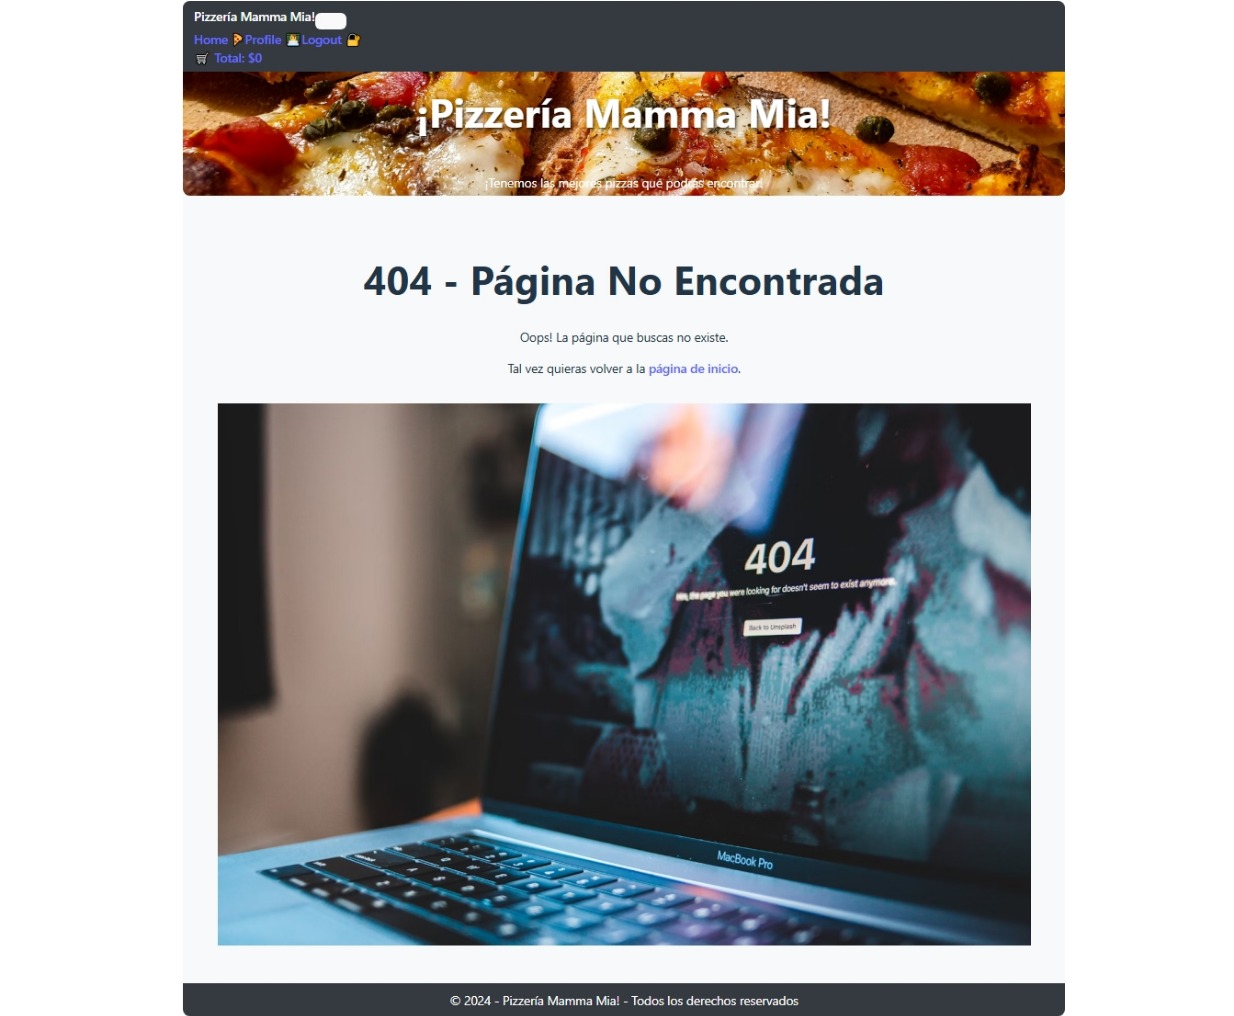 Pizzería Mamma Mia!
Home 🍕Profile 👨‍💻Logout 🔐
🛒 Total: $0
¡Pizzería Mamma Mia!
¡Tenemos las mejores pizzas que podrás encontrar!
404 - Página No Encontrada
Oops! La página que buscas no existe.
Tal vez quieras volver a la página de inicio.
404
Hm, the page you were looking for doesn't seem to exist anymore.
Back to Unsplash
MacBook Pro
© 2024 - Pizzería Mamma Mia! - Todos los derechos reservados